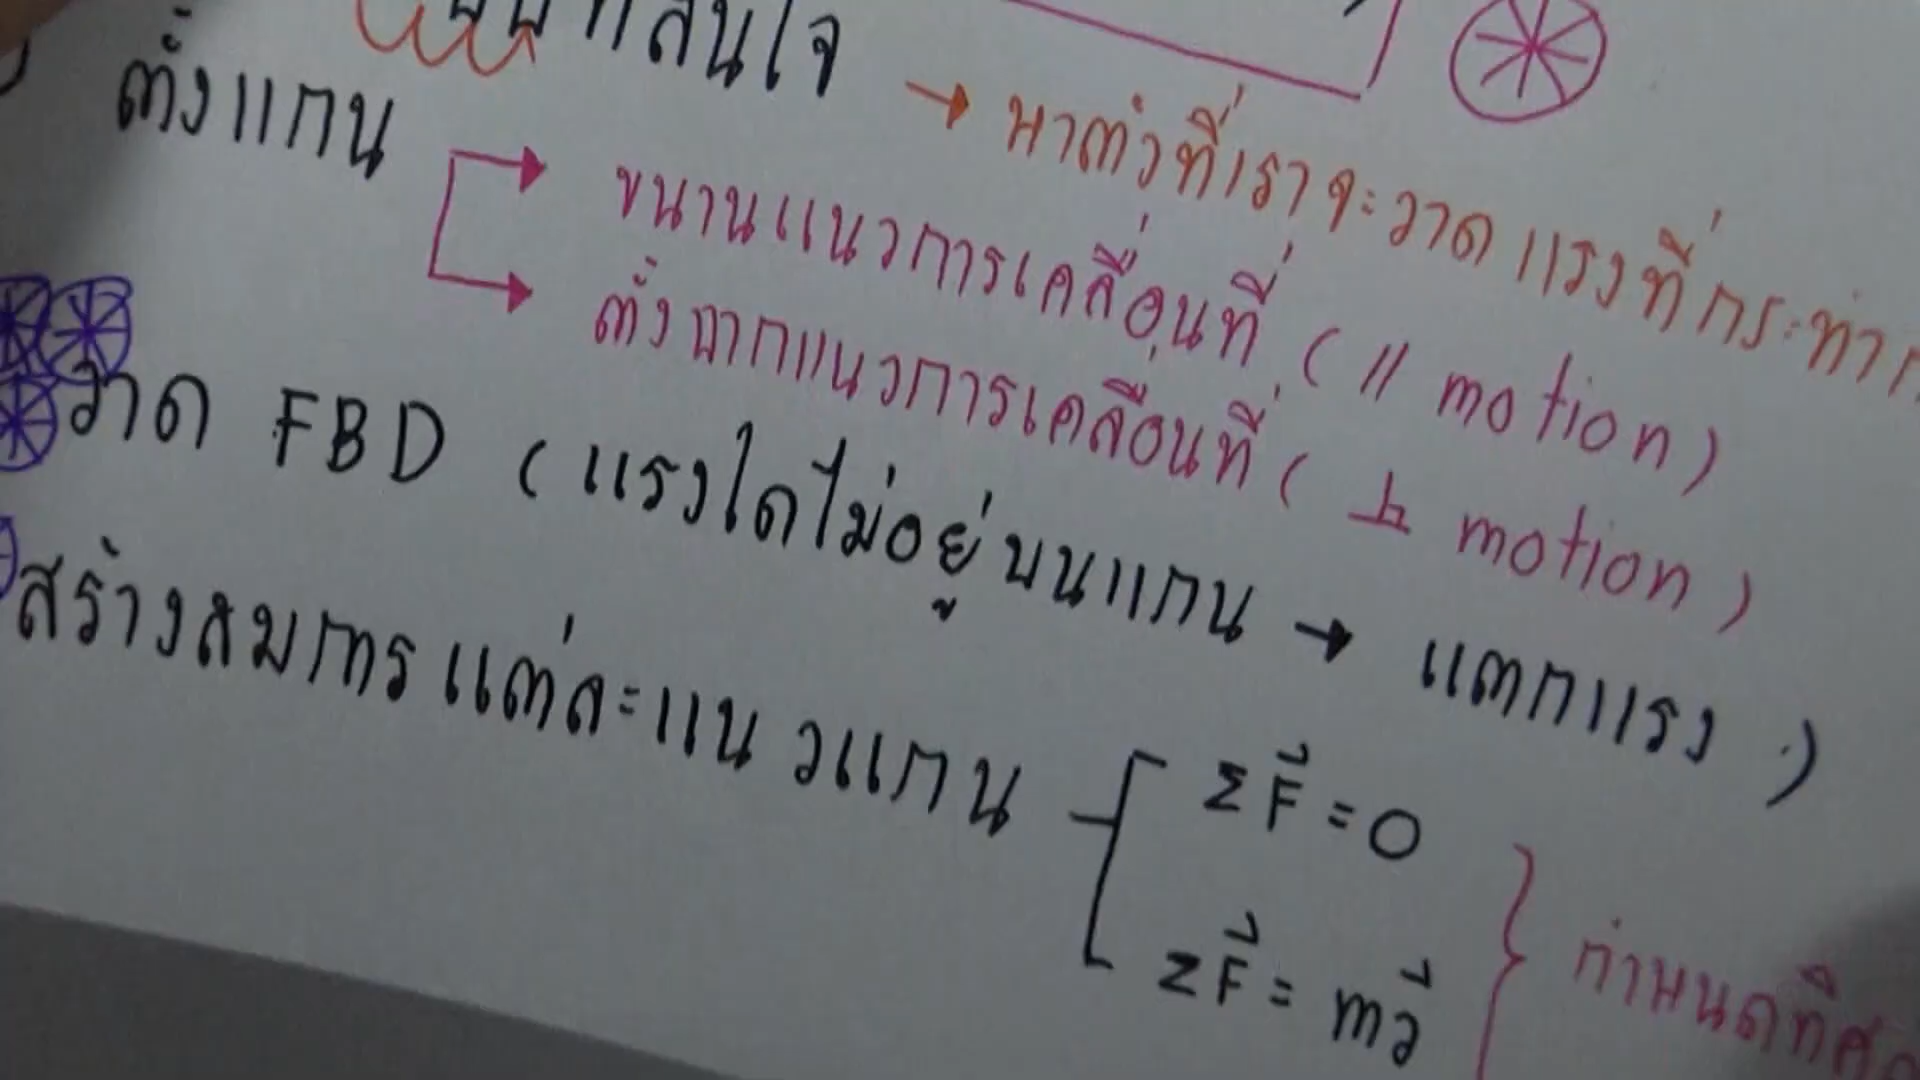 ที่สนใจ → หาตัวที่เราจะวาดแรงที่กระทำ
ตั้งแกน
ขนานแนวการเคลื่อนที่ ( // motion )
ตั้งฉากแนวการเคลื่อนที่ ( ⊥ motion )
วาด FBD ( แรงใดไม่อยู่บนแกน → แตกแรง )
สร้างสมการแต่ละแนวแกน
ΣF⃗ = 0
ΣF⃗ = ma⃗
กำหนดทิศ